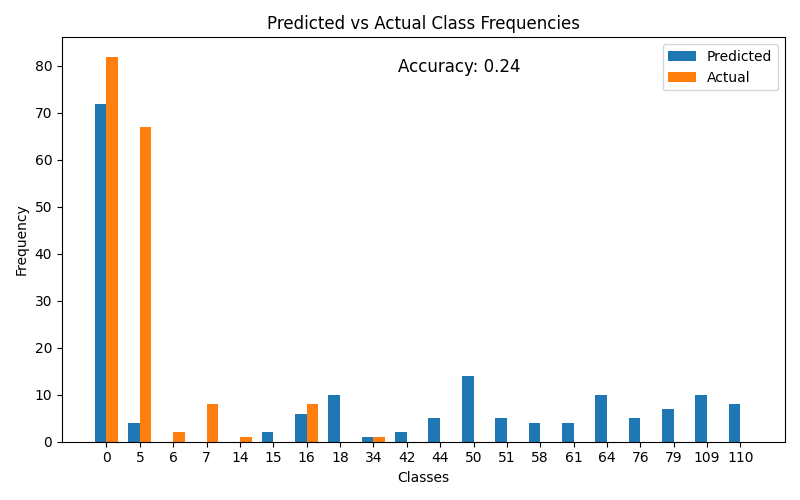 Predicted vs Actual Class Frequencies
Accuracy: 0.24
Predicted
Actual
Frequency
80
70
60
50
40
30
20
10
0
0 5 6 7 14 15 16 18 34 42 44 50 51 58 61 64 76 79 109 110
Classes